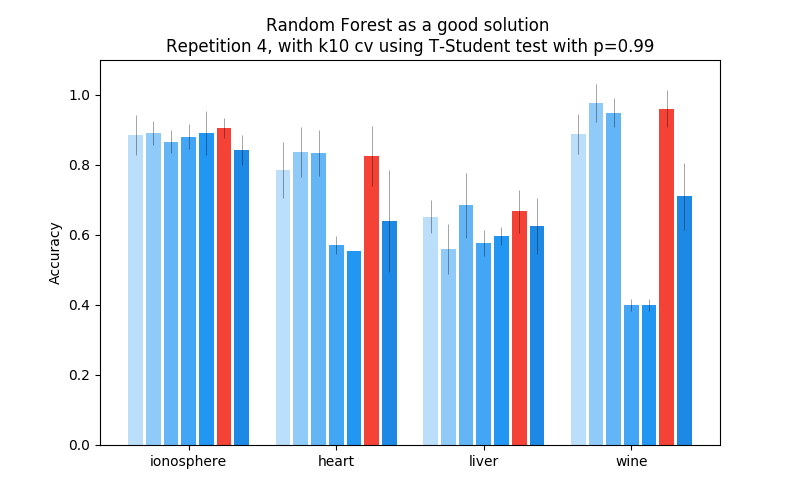 Random Forest as a good solution
Repetition 4, with k10 cv using T-Student test with p=0.99
Accuracy
1.0
0.8
0.6
0.4
0.2
0.0
ionosphere heart liver wine